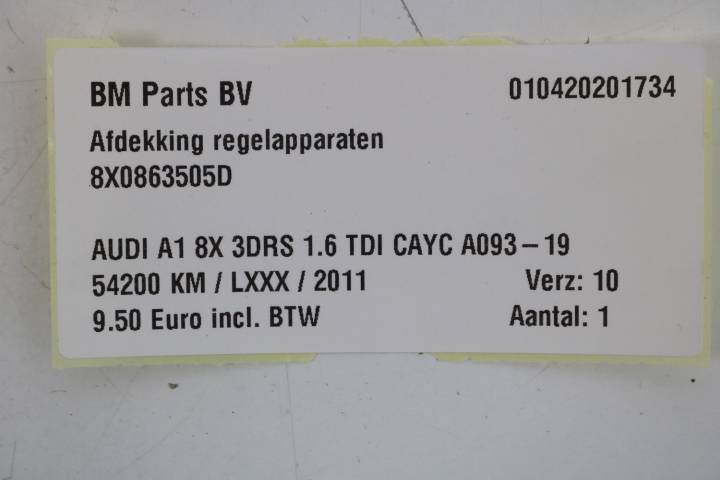 BM Parts BV 010420201734
Afdekking regelapparaten
8X0863505D
AUDI A1 8X 3DRS 1.6 TDI CAYC A093-19
54200 KM / LXXX / 2011 Verz: 10
9.50 Euro incl. BTW Aantal: 1